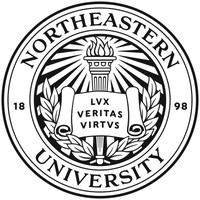 NORTHEASTERN
18 98
LVX
VERITAS
VIRTVS
UNIVERSITY